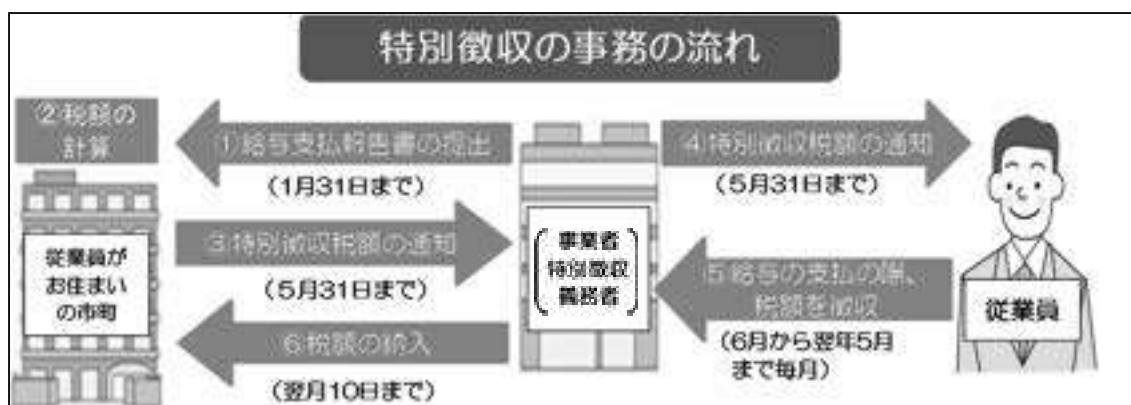 特別徴収の事務の流れ
②税額の
計算
①給与支払報告書の提出
(1月31日まで)
④特別徴収税額の通知
(5月31日まで)
③特別徴収税額の通知
(5月31日まで)
従業員が
お住まい
の市町
事業者
特別徴収
義務者
⑤給与の支払の際、
税額を徴収
(6月から翌年5月
まで毎月)
従業員
⑥税額の納入
(翌月10日まで)